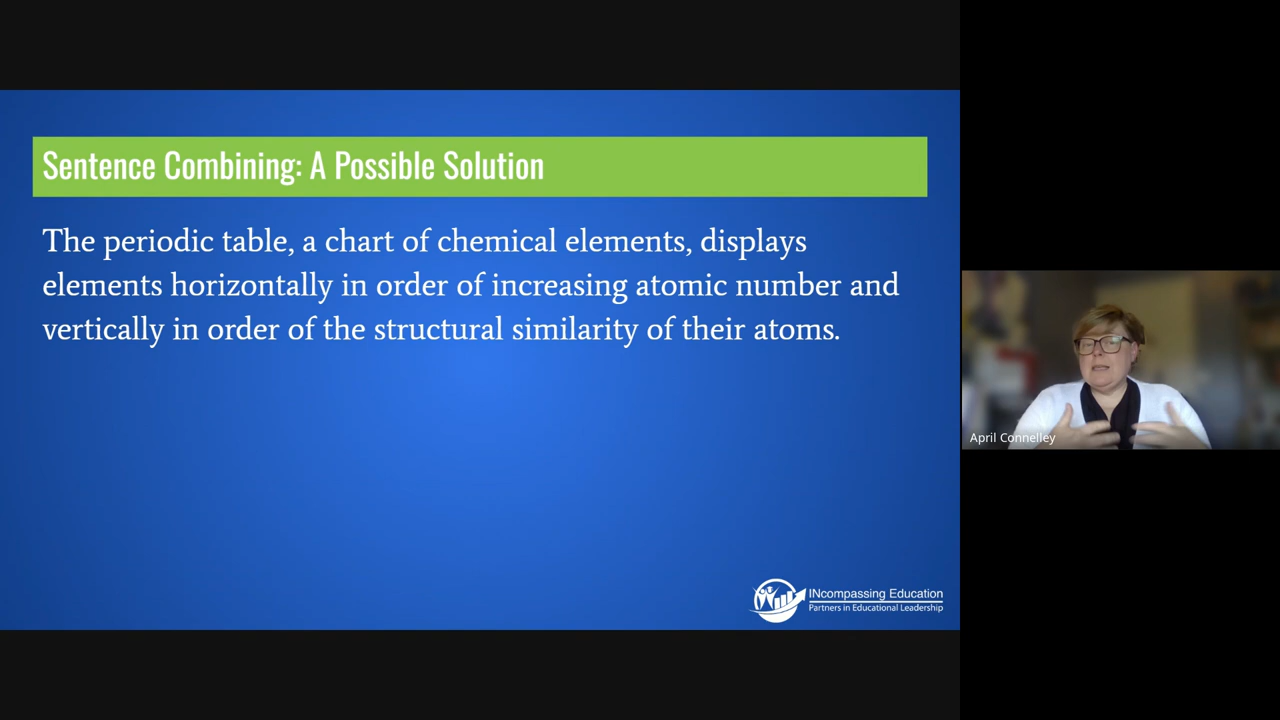 Sentence Combining: A Possible Solution
The periodic table, a chart of chemical elements, displays
elements horizontally in order of increasing atomic number and
vertically in order of the structural similarity of their atoms.
INcompassing Education
Partners in Educational Leadership
April Connelley